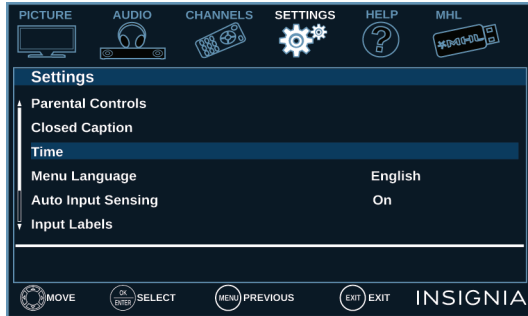 PICTURE AUDIO CHANNELS SETTINGS HELP MHL
MHL
Settings
Parental Controls
Closed Caption
Time
Menu Language English
Auto Input Sensing On
Input Labels
MOVE OK ENTER SELECT MENU PREVIOUS EXIT EXIT INSIGNIA